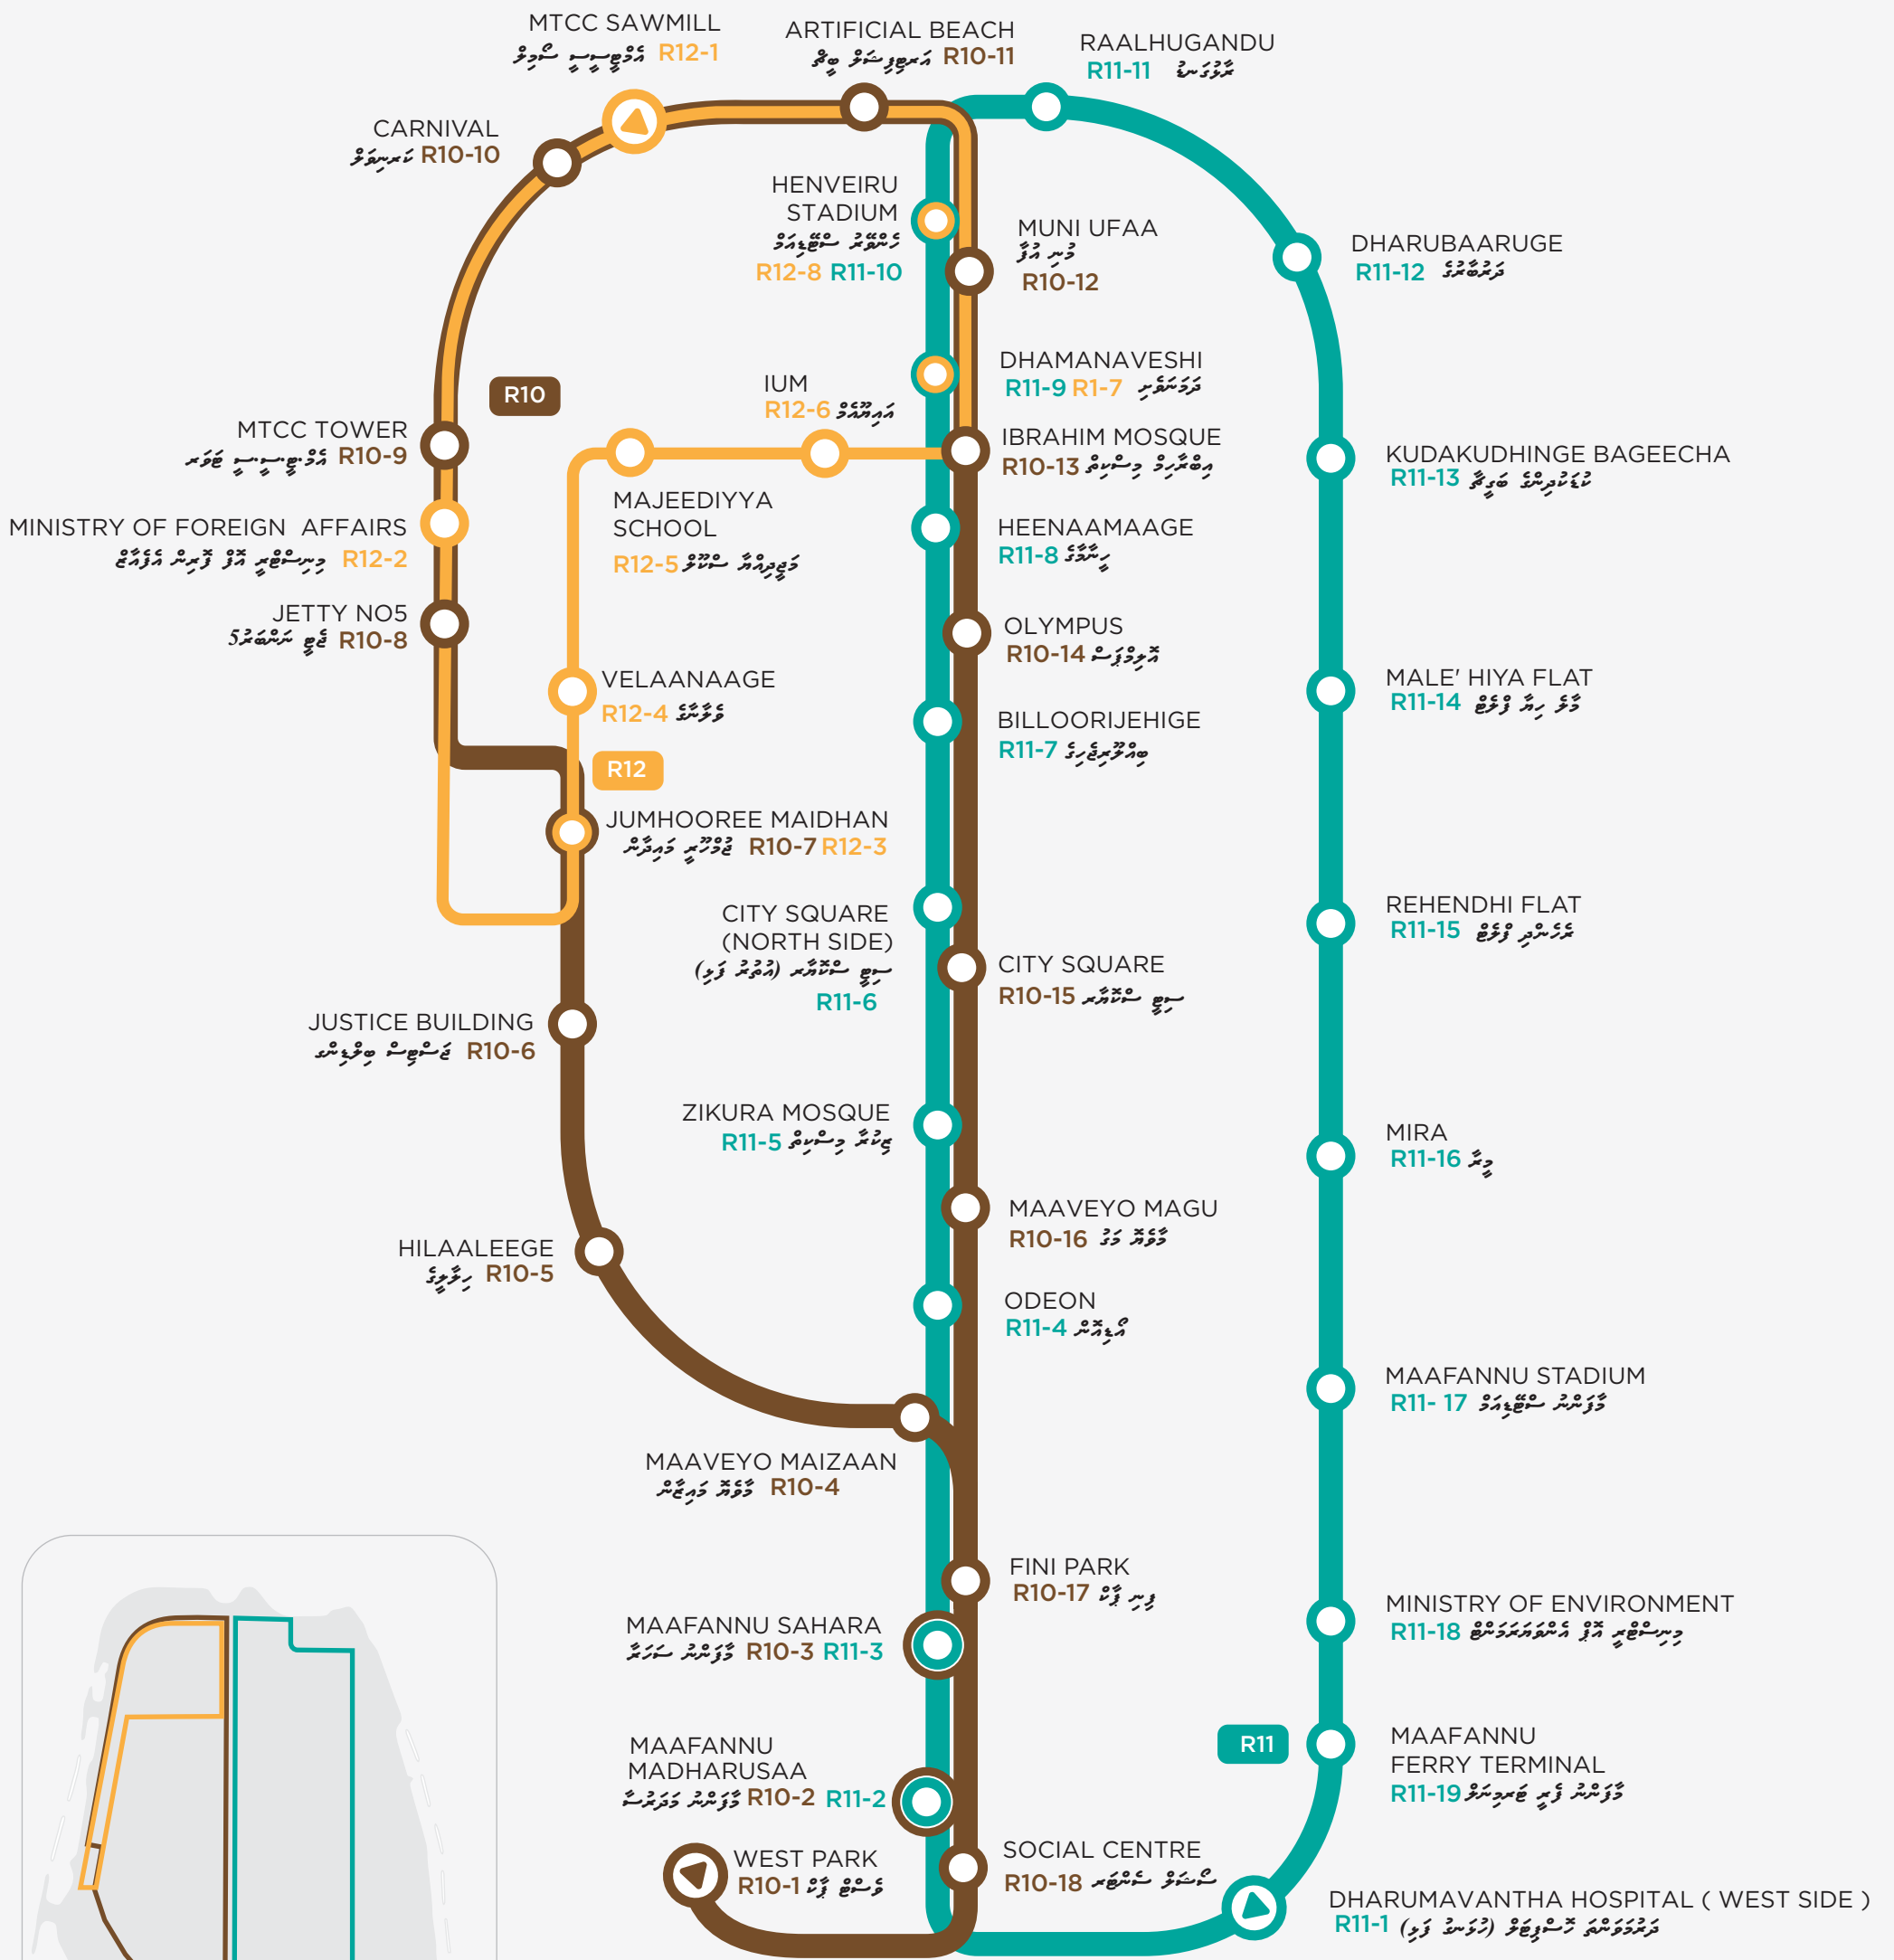 MTCC SAWMILL
އެމްޓީސީސީ ސޯމިލް R12-1
ARTIFICIAL BEACH
އަރޓިފިޝަލް ބީޗް R10-11
RAALHUGANDU
R11-11 ރާޅުގަނޑު
CARNIVAL
ކަރނިވަލް R10-10
HENVEIRU
STADIUM
ހެންވޭރު ސްޓޭޑިއަމް
R12-8 R11-10
MUNI UFAA
މުނި އުފާ
R10-12
DHARUBAARUGE
R11-12 ދަރުބާރުގެ
DHAMANAVESHI
R11-9 R1-7 ދަމަނަވެށި
IUM
R12-6 އައިޔޫއެމް
R10
MTCC TOWER
އެމް.ޓީ.ސީ.ސީ ޓަވަރ R10-9
IBRAHIM MOSQUE
R10-13 އިބްރާހިމް މިސްކިތް
KUDAKUDHINGE BAGEECHA
R11-13 ކުޑަކުދިންގެ ބަގީޗާ
MAJEEDIYYA
SCHOOL
R12-5 މަޖީދިއްޔާ ސްކޫލް
MINISTRY OF FOREIGN AFFAIRS
މިނިސްޓްރީ އޮފް ފޮރިން އެފެއާޒް R12-2
HEENAAMAAGE
R11-8 ހީނާމާގެ
JETTY NO5
ޖެޓީ ނަންބަރު5 R10-8
OLYMPUS
R10-14 އޮލިމްޕަސް
VELAANAAGE
R12-4 ވެލާނާގެ
MALE' HIYA FLAT
R11-14 މާލެ ހިޔާ ފްލެޓް
BILLOORIJEHIGE
R11-7 ބިއްލޫރިޖެހިގެ
R12
JUMHOOREE MAIDHAN
ޖުމްހޫރީ މައިދާން R10-7 R12-3
CITY SQUARE
(NORTH SIDE)
ސިޓީ ސްކޮޔާރ (އުތުރު ފަޅި)
R11-6
REHENDHI FLAT
R11-15 ރެހެންދި ފްލެޓް
CITY SQUARE
R10-15 ސިޓީ ސްކޮޔާރ
JUSTICE BUILDING
ޖަސްޓިސް ބިލްޑިންގ R10-6
ZIKURA MOSQUE
R11-5 ޒިކުރާ މިސްކިތް
MIRA
R11-16 މީރާ
MAAVEYO MAGU
R10-16 މާވެޔޮ މަގު
HILAALEEGE
ހިލާލީގެ R10-5
ODEON
R11-4 އޯޑިއޮން
MAAFANNU STADIUM
R11- 17 މާފަންނު ސްޓޭޑިއަމް
MAAVEYO MAIZAAN
މާވެޔޮ މައިޒާން R10-4
FINI PARK
R10-17 ފިނި ޕާކް
MAAFANNU SAHARA
މާފަންނު ސަހަރާ R10-3 R11-3
MINISTRY OF ENVIRONMENT
R11-18 މިނިސްޓްރީ އޮފް އެންވަޔަރަމަންޓް
R11
MAAFANNU
FERRY TERMINAL
R11-19 މާފަންނު ފެރީ ޓަރމިނަލް
MAAFANNU
MADHARUSAA
މާފަންނު މަދަރުސާ R10-2 R11-2
WEST PARK
R10-1 ވެސްޓް ޕާކް
SOCIAL CENTRE
R10-18 ސޯޝަލް ސެންޓަރ
DHARUMAVANTHA HOSPITAL ( WEST SIDE )
R11-1 ދަރުމަވަންތަ ހޮސްޕިޓަލް (ހުޅަނގު ފަޅި)